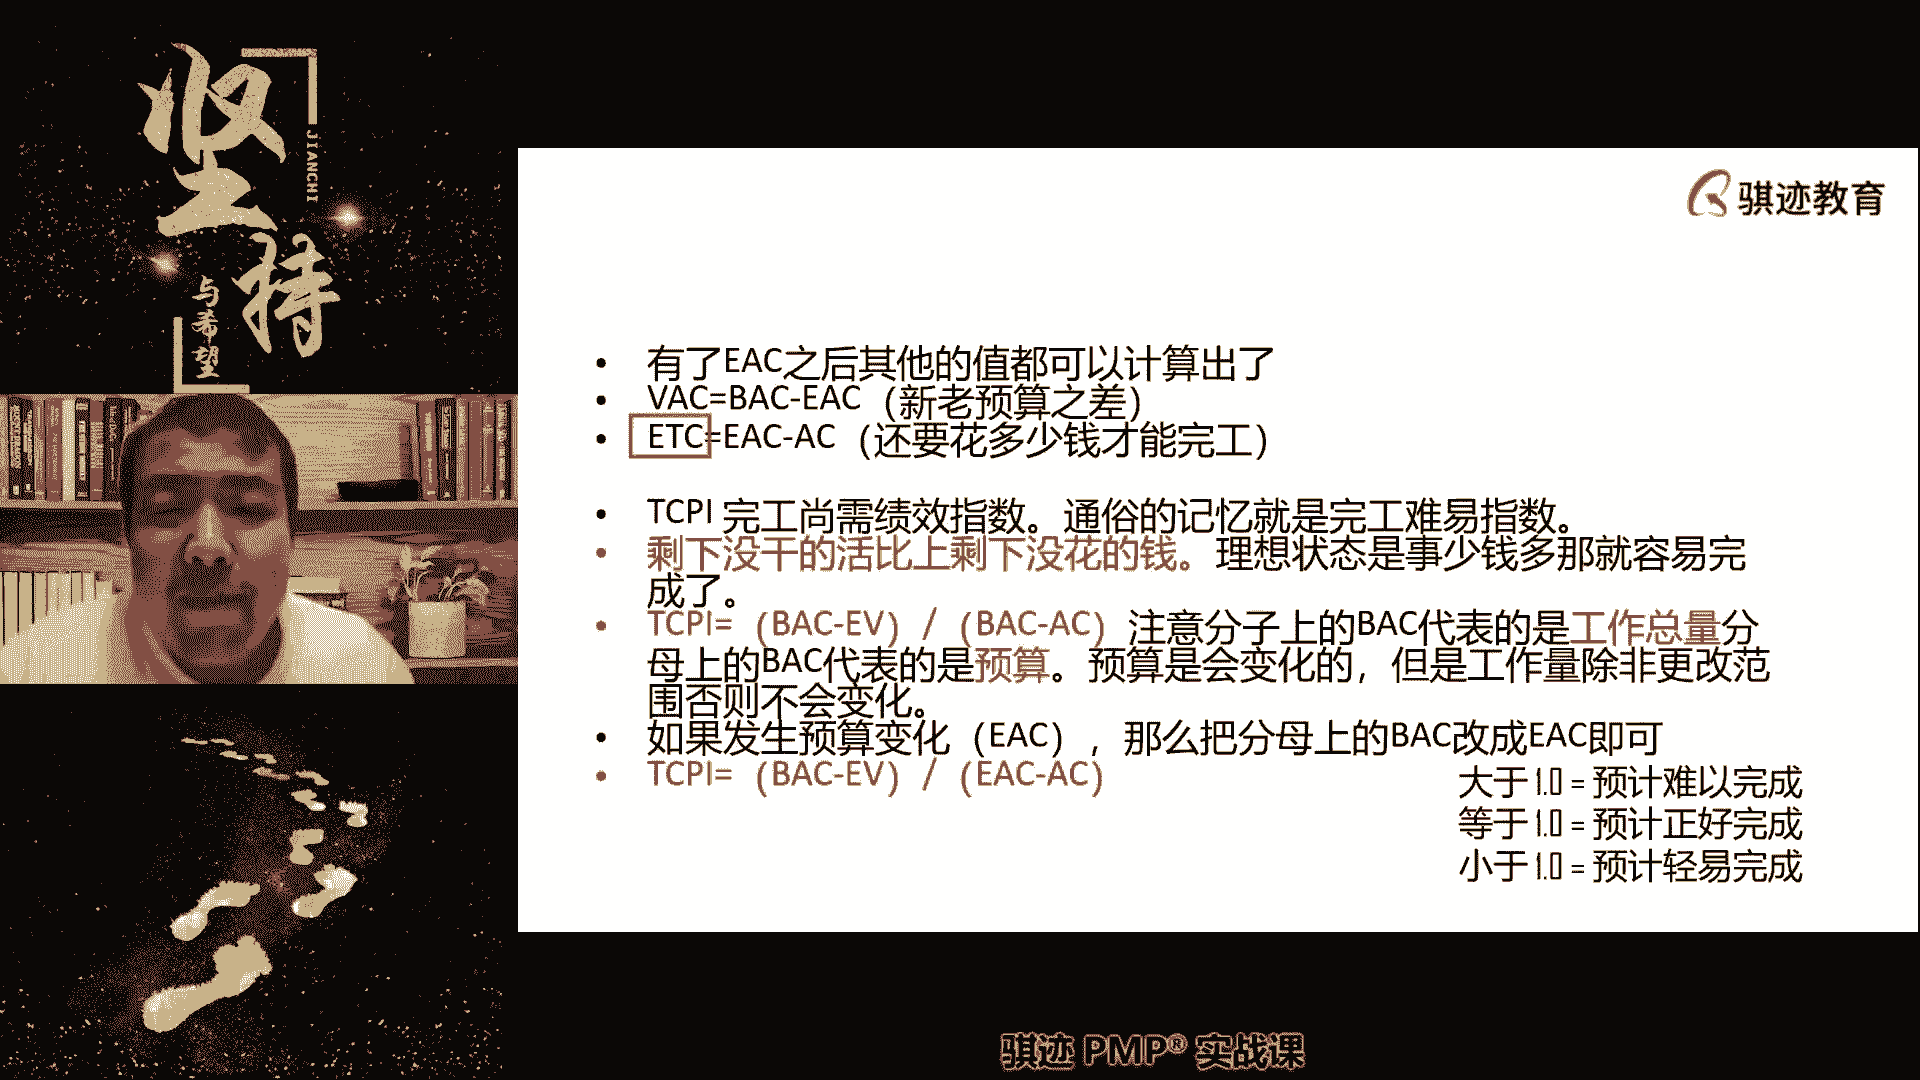 坚持
JIANCHI
与希望
骐迹教育
• 有了EAC之后其他的值都可以计算出了
• VAC=BAC-EAC（新老预算之差）
• ETC=EAC-AC（还要花多少钱才能完工）
• TCPI 完工尚需绩效指数。通俗的记忆就是完工难易指数。
• 剩下没干的活比上剩下没花的钱。理想状态是事少钱多那就容易完
成了。
• TCPI=（BAC-EV）/（BAC-AC）注意分子上的BAC代表的是工作总量分
母上的BAC代表的是预算。预算是会变化的，但是工作量除非更改范
围否则不会变化。
• 如果发生预算变化（EAC），那么把分母上的BAC改成EAC即可
• TCPI=（BAC-EV）/（EAC-AC）
大于1.0 = 预计难以完成
等于1.0 = 预计正好完成
小于1.0 = 预计轻易完成
骐迹 PMP® 实战课